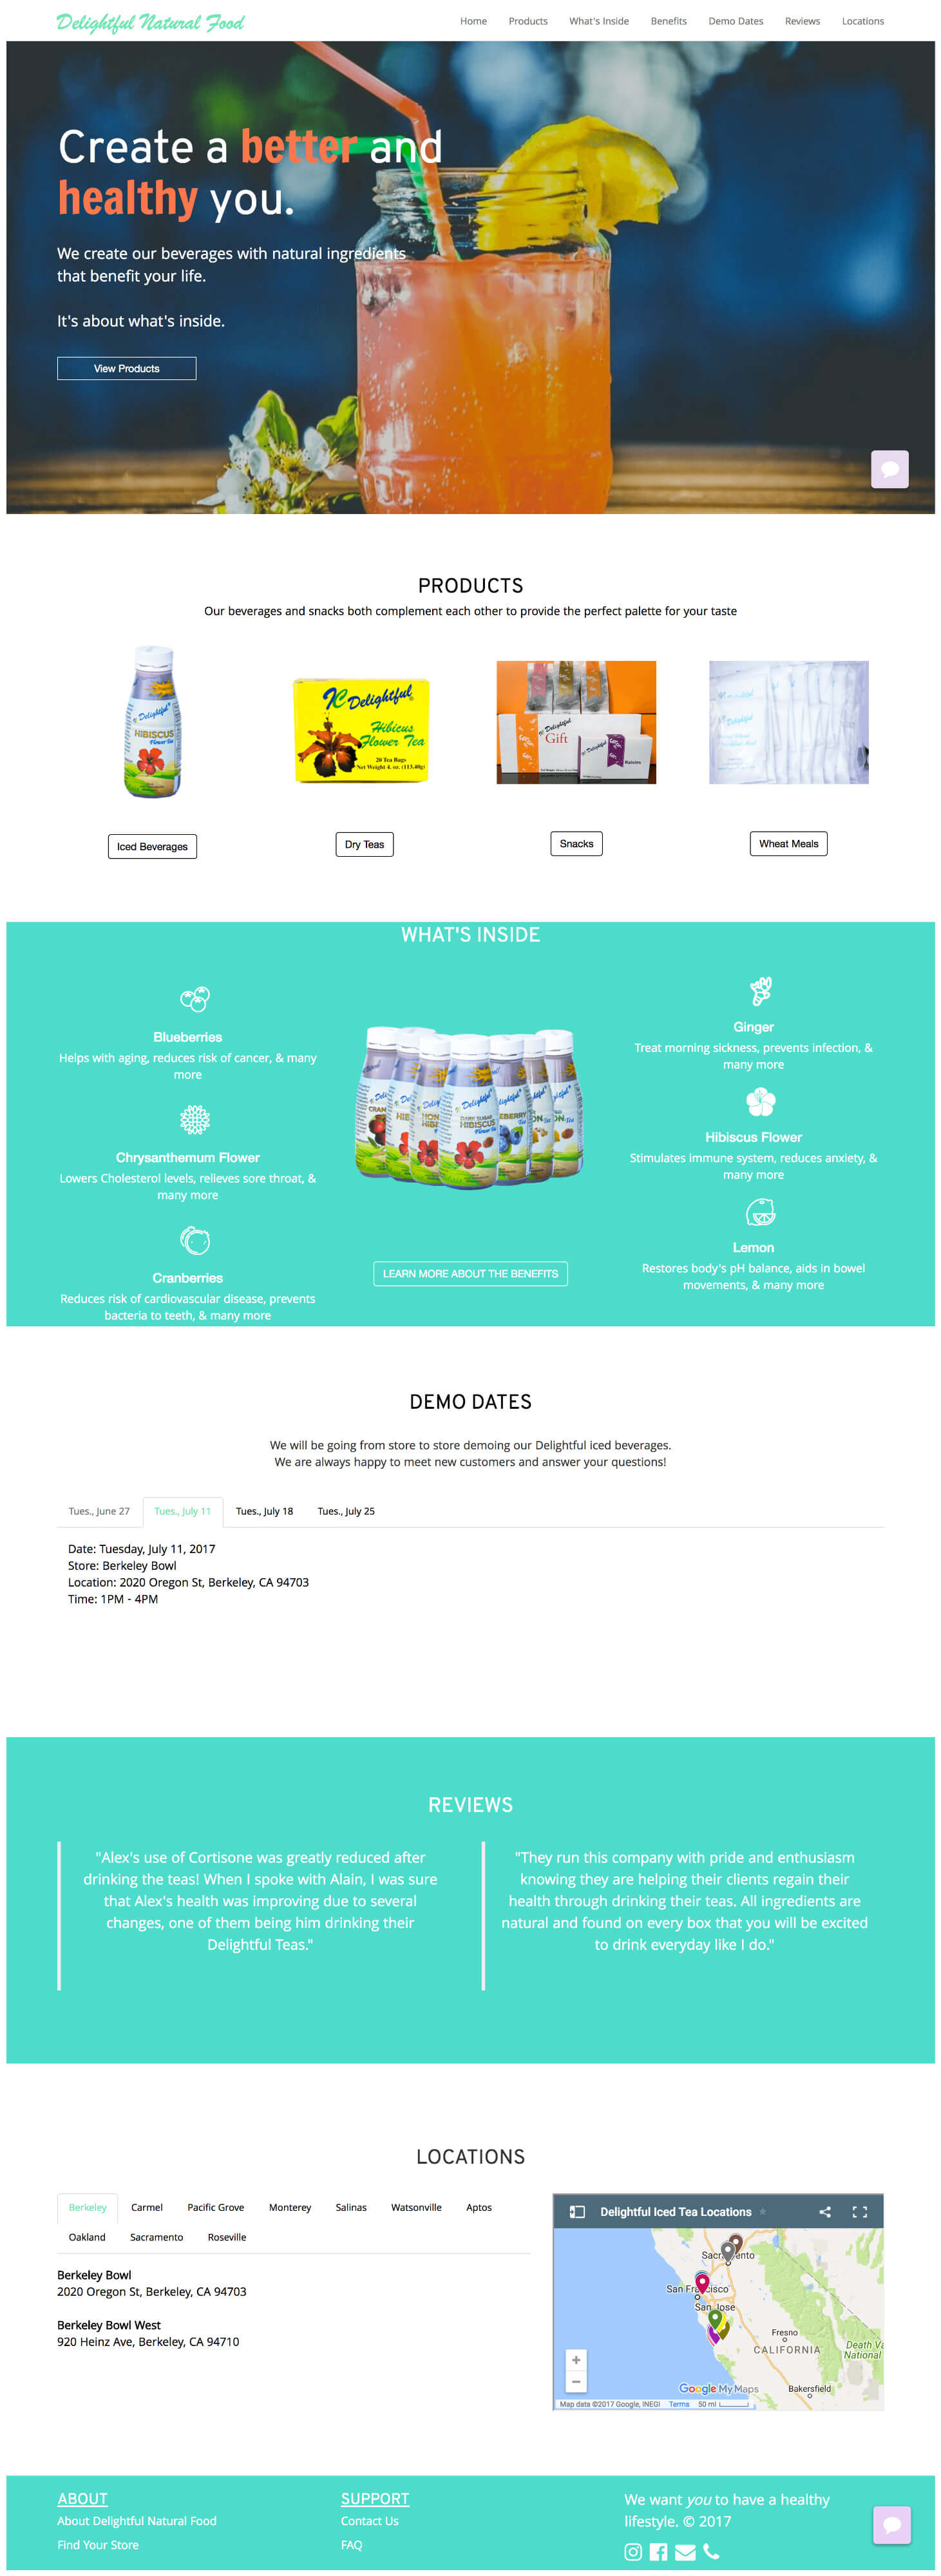 Delightful Natural Food
Home Products What's Inside Benefits Demo Dates Reviews Locations
Create a better and
healthy you.
We create our beverages with natural ingredients
that benefit your life.
It's about what's inside.
View Products
PRODUCTS
Our beverages and snacks both complement each other to provide the perfect palette for your taste
Delightful
HIBISCUS
Flower Tea
Delightful
Hibicus
Flower Tea
20 Tea Bags
Net Weight 4. oz. (113.40g)
Delightful
Gift
Delightful
Raisins
Delightful
Iced Beverages
Dry Teas
Snacks
Wheat Meals
WHAT'S INSIDE
Blueberries
Helps with aging, reduces risk of cancer, & many
more
Chrysanthemum Flower
Lowers Cholesterol levels, relieves sore throat, &
many more
Cranberries
Reduces risk of cardiovascular disease, prevents
bacteria to teeth, & many more
Delightful
HIBISCUS
LEARN MORE ABOUT THE BENEFITS
Ginger
Treat morning sickness, prevents infection, &
many more
Hibiscus Flower
Stimulates immune system, reduces anxiety, &
many more
Lemon
Restores body's pH balance, aids in bowel
movements, & many more
DEMO DATES
We will be going from store to store demoing our Delightful iced beverages.
We are always happy to meet new customers and answer your questions!
Tues., June 27 Tues., July 11 Tues., July 18 Tues., July 25
Date: Tuesday, July 11, 2017
Store: Berkeley Bowl
Location: 2020 Oregon St, Berkeley, CA 94703
Time: 1PM - 4PM
REVIEWS
"Alex's use of Cortisone was greatly reduced after
drinking the teas! When I spoke with Alain, I was sure
that Alex's health was improving due to several
changes, one of them being him drinking their
Delightful Teas."
"They run this company with pride and enthusiasm
knowing they are helping their clients regain their
health through drinking their teas. All ingredients are
natural and found on every box that you will be excited
to drink everyday like I do."
LOCATIONS
Berkeley Carmel Pacific Grove Monterey Salinas Watsonville Aptos
Oakland Sacramento Roseville
Berkeley Bowl
2020 Oregon St, Berkeley, CA 94703
Berkeley Bowl West
920 Heinz Ave, Berkeley, CA 94710
Delightful Iced Tea Locations
San Jose
Fresno
CALIFORNIA
Death Va
National
Bakersfield
Google My Maps
Map data ©2017 Google, INEGI Terms 50 mi
ABOUT
About Delightful Natural Food
Find Your Store
SUPPORT
Contact Us
FAQ
We want you to have a healthy
lifestyle. © 2017